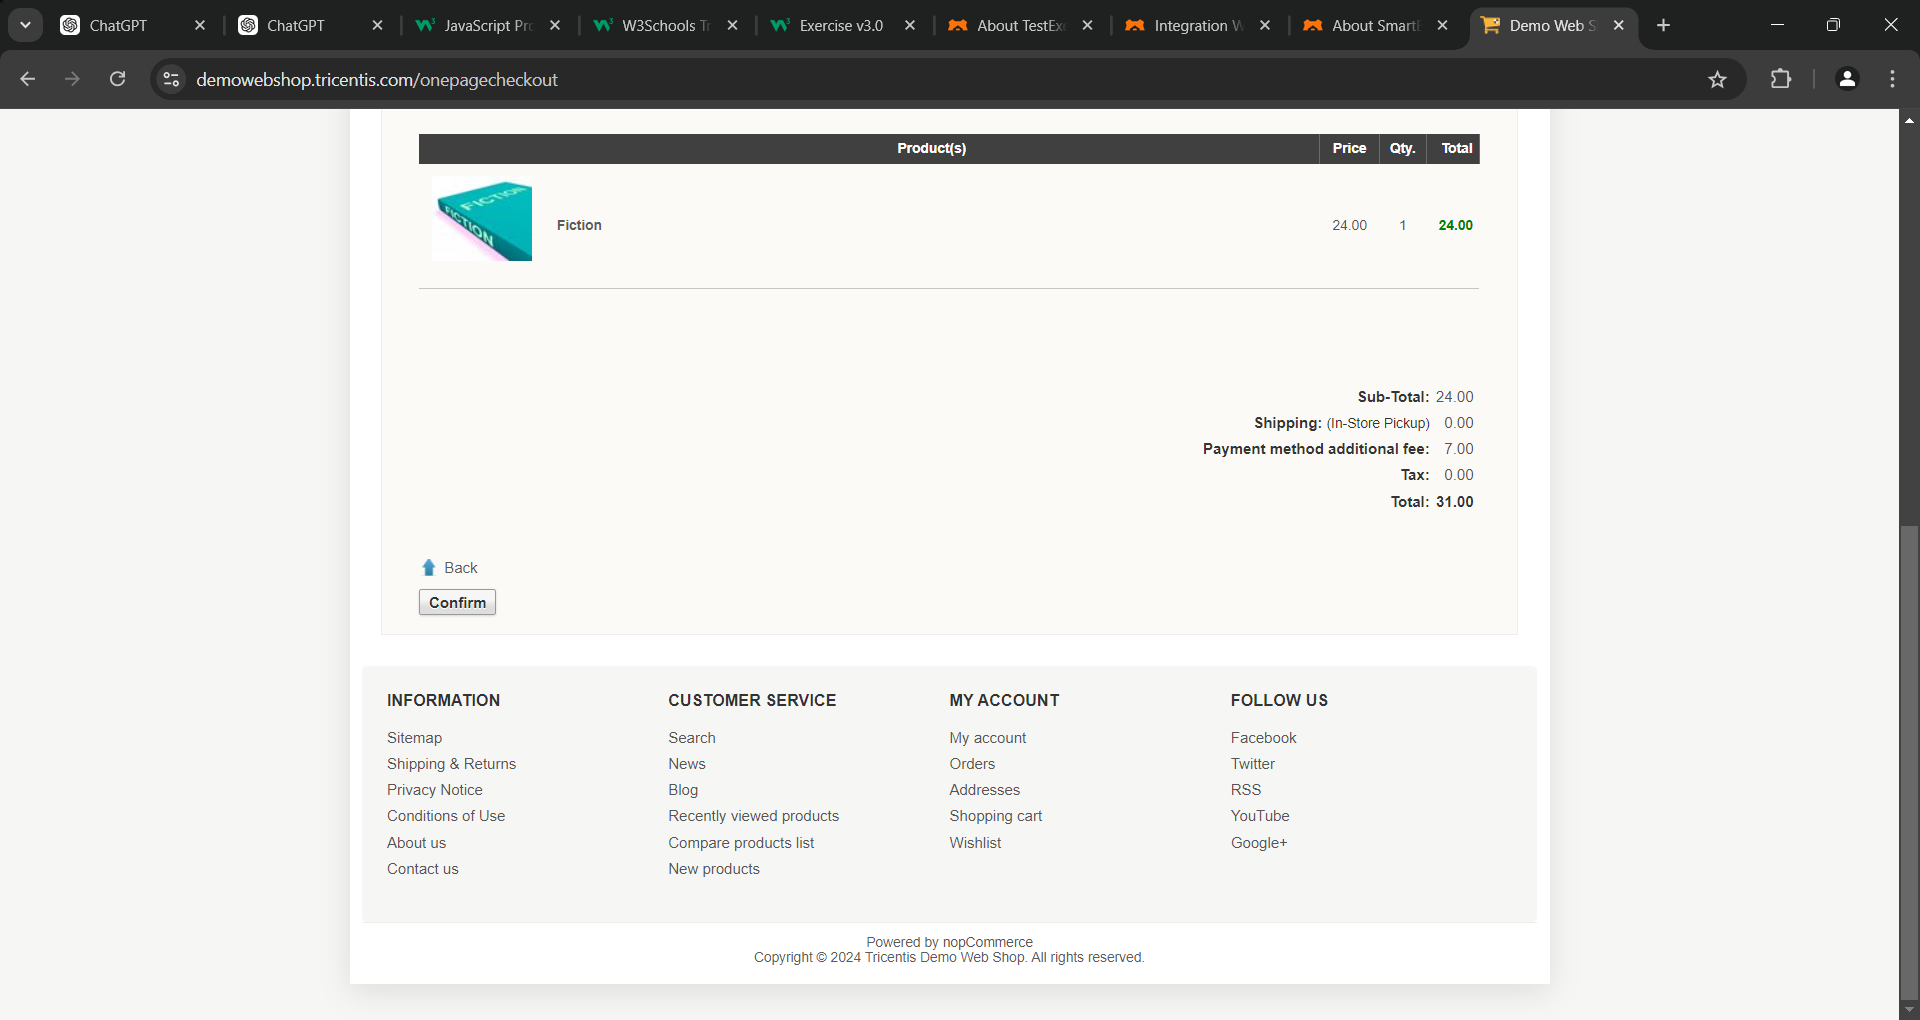 ChatGPT
ChatGPT
JavaScript Pr
W3Schools Tr
Exercise v3.0
About TestEx
Integration
About Smart
Demo Web S
demowebshop.tricentis.com/onepagecheckout
Product(s) Price Qty. Total
FICTION
FICTION
Fiction 24.00 1 24.00
Sub-Total: 24.00
Shipping: (In-Store Pickup) 0.00
Payment method additional fee: 7.00
Tax: 0.00
Total: 31.00
Back
Confirm
INFORMATION
Sitemap
Shipping & Returns
Privacy Notice
Conditions of Use
About us
Contact us
CUSTOMER SERVICE
Search
News
Blog
Recently viewed products
Compare products list
New products
MY ACCOUNT
My account
Orders
Addresses
Shopping cart
Wishlist
FOLLOW US
Facebook
Twitter
RSS
YouTube
Google+
Powered by nopCommerce
Copyright © 2024 Tricentis Demo Web Shop. All rights reserved.